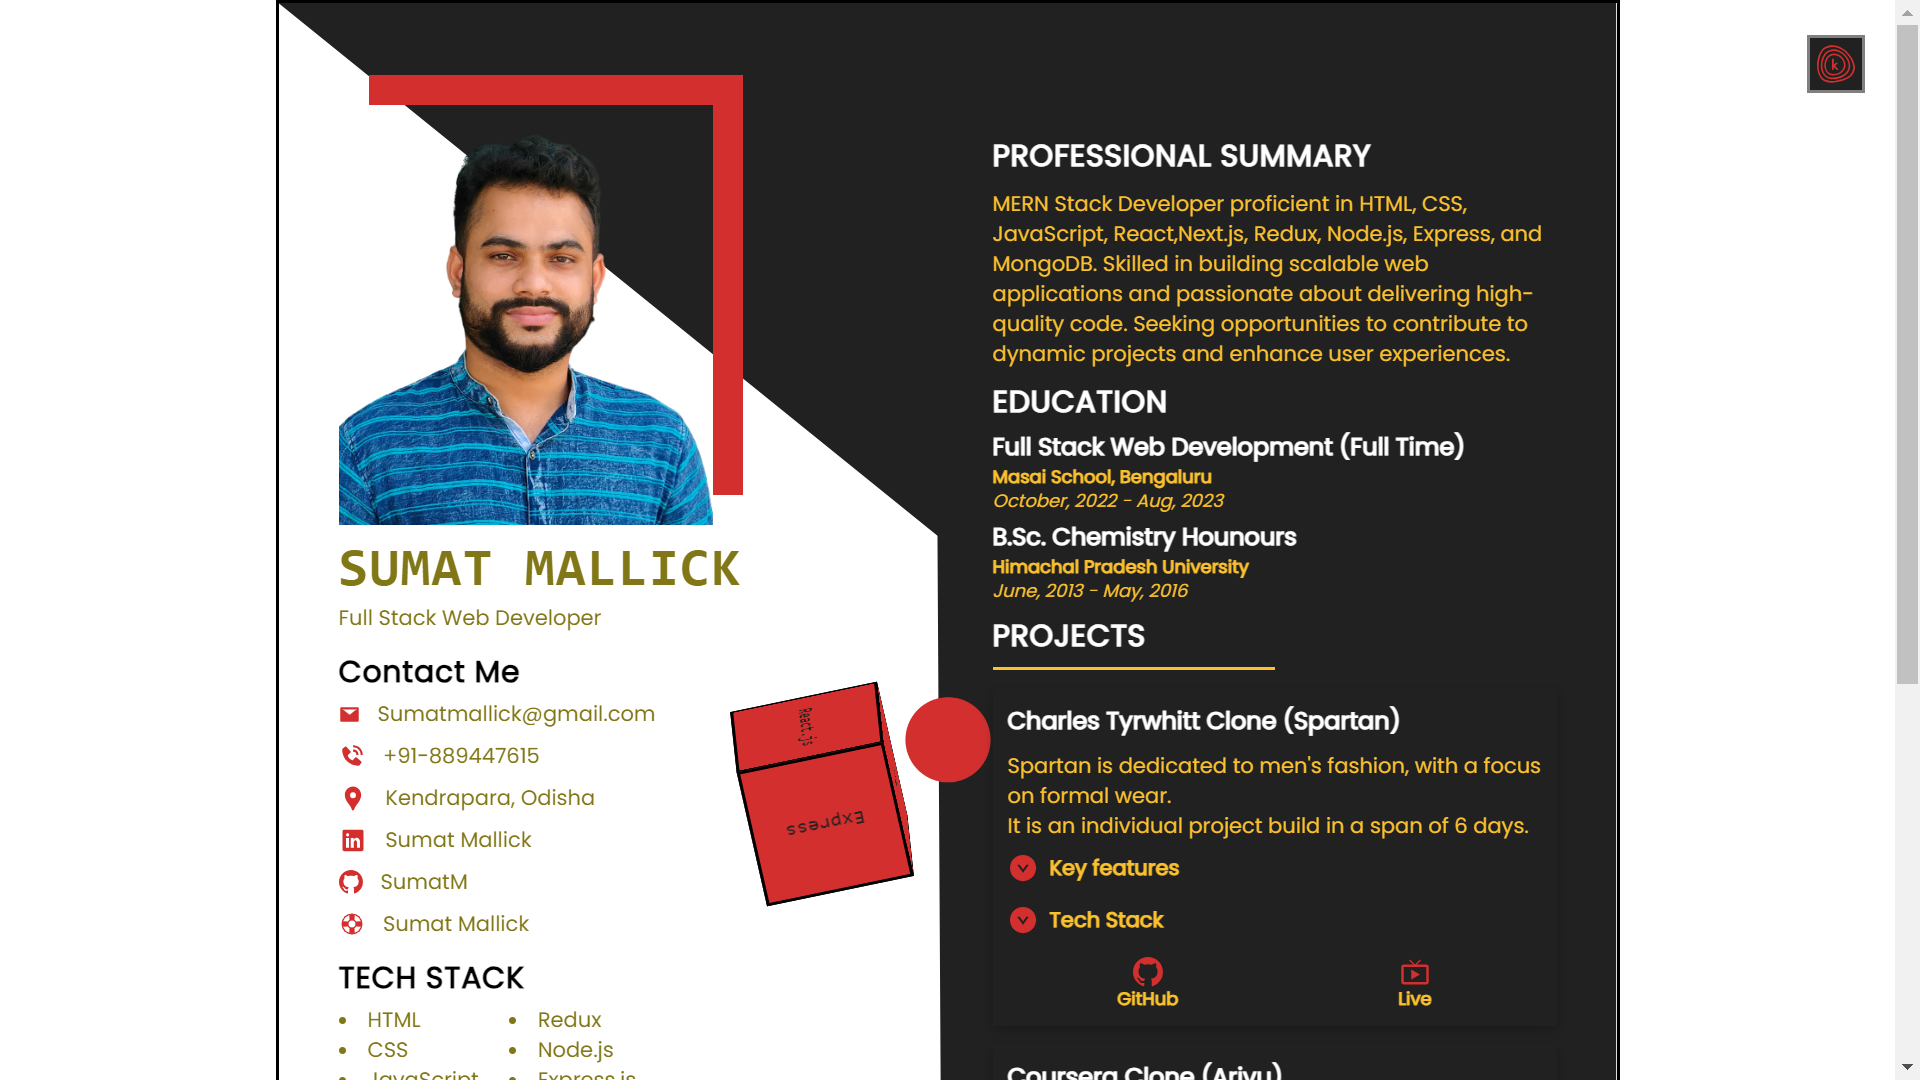 SUMAT MALLICK
Full Stack Web Developer
Contact Me
Sumatmallick@gmail.com
+91-889447615
Kendrapara, Odisha
Sumat Mallick
SumatM
Sumat Mallick
TECH STACK
HTML
CSS
JavaScript
Redux
Node.js
Express.js
React.js
Express
PROFESSIONAL SUMMARY
MERN Stack Developer proficient in HTML, CSS,
JavaScript, React,Next.js, Redux, Node.js, Express, and
MongoDB. Skilled in building scalable web
applications and passionate about delivering high-
quality code. Seeking opportunities to contribute to
dynamic projects and enhance user experiences.
EDUCATION
Full Stack Web Development (Full Time)
Masai School, Bengaluru
October, 2022 - Aug, 2023
B.Sc. Chemistry Hounours
Himachal Pradesh University
June, 2013 - May, 2016
PROJECTS
Charles Tyrwhitt Clone (Spartan)
Spartan is dedicated to men's fashion, with a focus
on formal wear.
It is an individual project build in a span of 6 days.
Key features
Tech Stack
GitHub
Live
Coursera Clone (Ariyu)
k